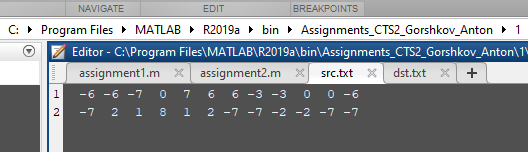 NAVIGATE EDIT BREAKPOINTS
C: Program Files MATLAB R2019a bin Assignments_CTS2_Gorshkov_Anton 1
Editor - C:\Program Files\MATLAB\R2019a\bin\Assignments_CTS2_Gorshkov_Anton\1\
assignment1.m assignment2.m src.txt dst.txt
1 -6 -6 -7 0 7 6 6 -3 -3 0 0 -6
2 -7 2 1 8 1 2 -7 -7 -2 -2 -7 -7